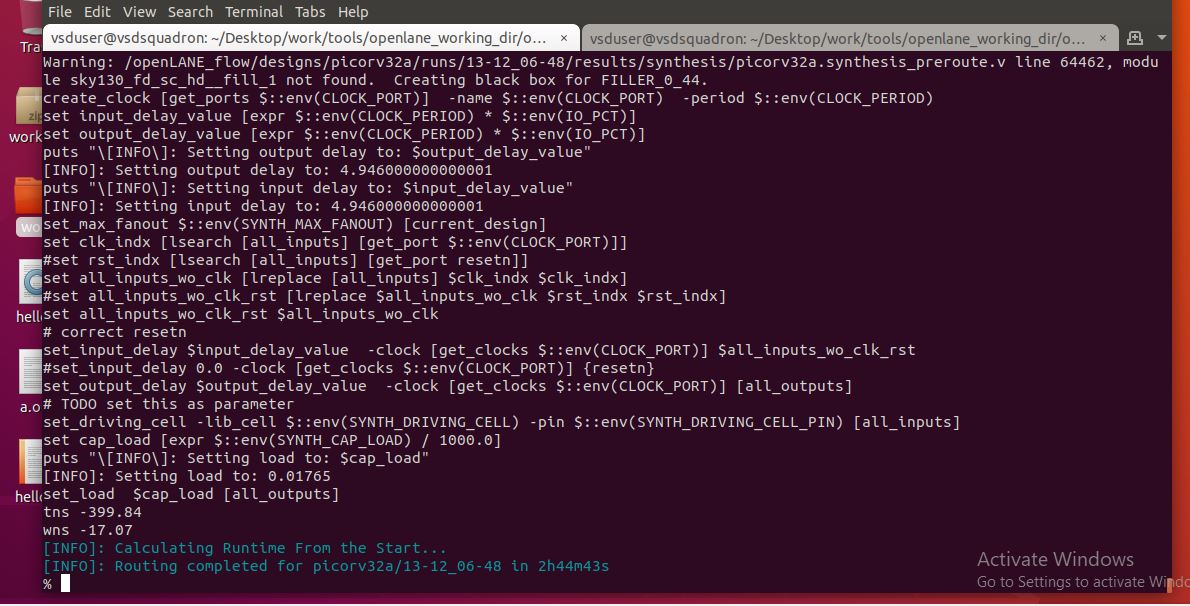 File Edit View Search Terminal Tabs Help
vsduser@vsdsquadron: ~/Desktop/work/tools/openlane_working_dir/o... × vsduser@vsdsquadron: ~/Desktop/work/tools/openlane_working_dir/o... ×
Tra
Warning: /openLANE_flow/designs/picorv32a/runs/13-12_06-48/results/synthesis/picorv32a.synthesis_preroute.v line 64462, modu
le sky130_fd_sc_hd__fill_1 not found.  Creating black box for FILLER_0_44.
create_clock [get_ports $::env(CLOCK_PORT)]  -name $::env(CLOCK_PORT)  -period $::env(CLOCK_PERIOD)
set input_delay_value [expr $::env(CLOCK_PERIOD) * $::env(IO_PCT)]
zip
set output_delay_value [expr $::env(CLOCK_PERIOD) * $::env(IO_PCT)]
work
puts "\[INFO\]: Setting output delay to: $output_delay_value"
[INFO]: Setting output delay to: 4.946000000000001
puts "\[INFO\]: Setting input delay to: $input_delay_value"
[INFO]: Setting input delay to: 4.946000000000001
set_max_fanout $::env(SYNTH_MAX_FANOUT) [current_design]
wo
set clk_indx [lsearch [all_inputs] [get_port $::env(CLOCK_PORT)]]
#set rst_indx [lsearch [all_inputs] [get_port resetn]]
set all_inputs_wo_clk [lreplace [all_inputs] $clk_indx $clk_indx]
#set all_inputs_wo_clk_rst [lreplace $all_inputs_wo_clk $rst_indx $rst_indx]
set all_inputs_wo_clk_rst $all_inputs_wo_clk
hell
# correct resetn
set_input_delay $input_delay_value  -clock [get_clocks $::env(CLOCK_PORT)] $all_inputs_wo_clk_rst
#set_input_delay 0.0 -clock [get_clocks $::env(CLOCK_PORT)] {resetn}
set_output_delay $output_delay_value  -clock [get_clocks $::env(CLOCK_PORT)] [all_outputs]
# TODO set this as parameter
a.o
set_driving_cell -lib_cell $::env(SYNTH_DRIVING_CELL) -pin $::env(SYNTH_DRIVING_CELL_PIN) [all_inputs]
set cap_load [expr $::env(SYNTH_CAP_LOAD) / 1000.0]
puts "\[INFO\]: Setting load to: $cap_load"
[INFO]: Setting load to: 0.01765
set_load  $cap_load [all_outputs]
hell
tns -399.84
wns -17.07
[INFO]: Calculating Runtime From the Start...
[INFO]: Routing completed for picorv32a/13-12_06-48 in 2h44m43s
%
Activate Windows
Go to Settings to activate Windo